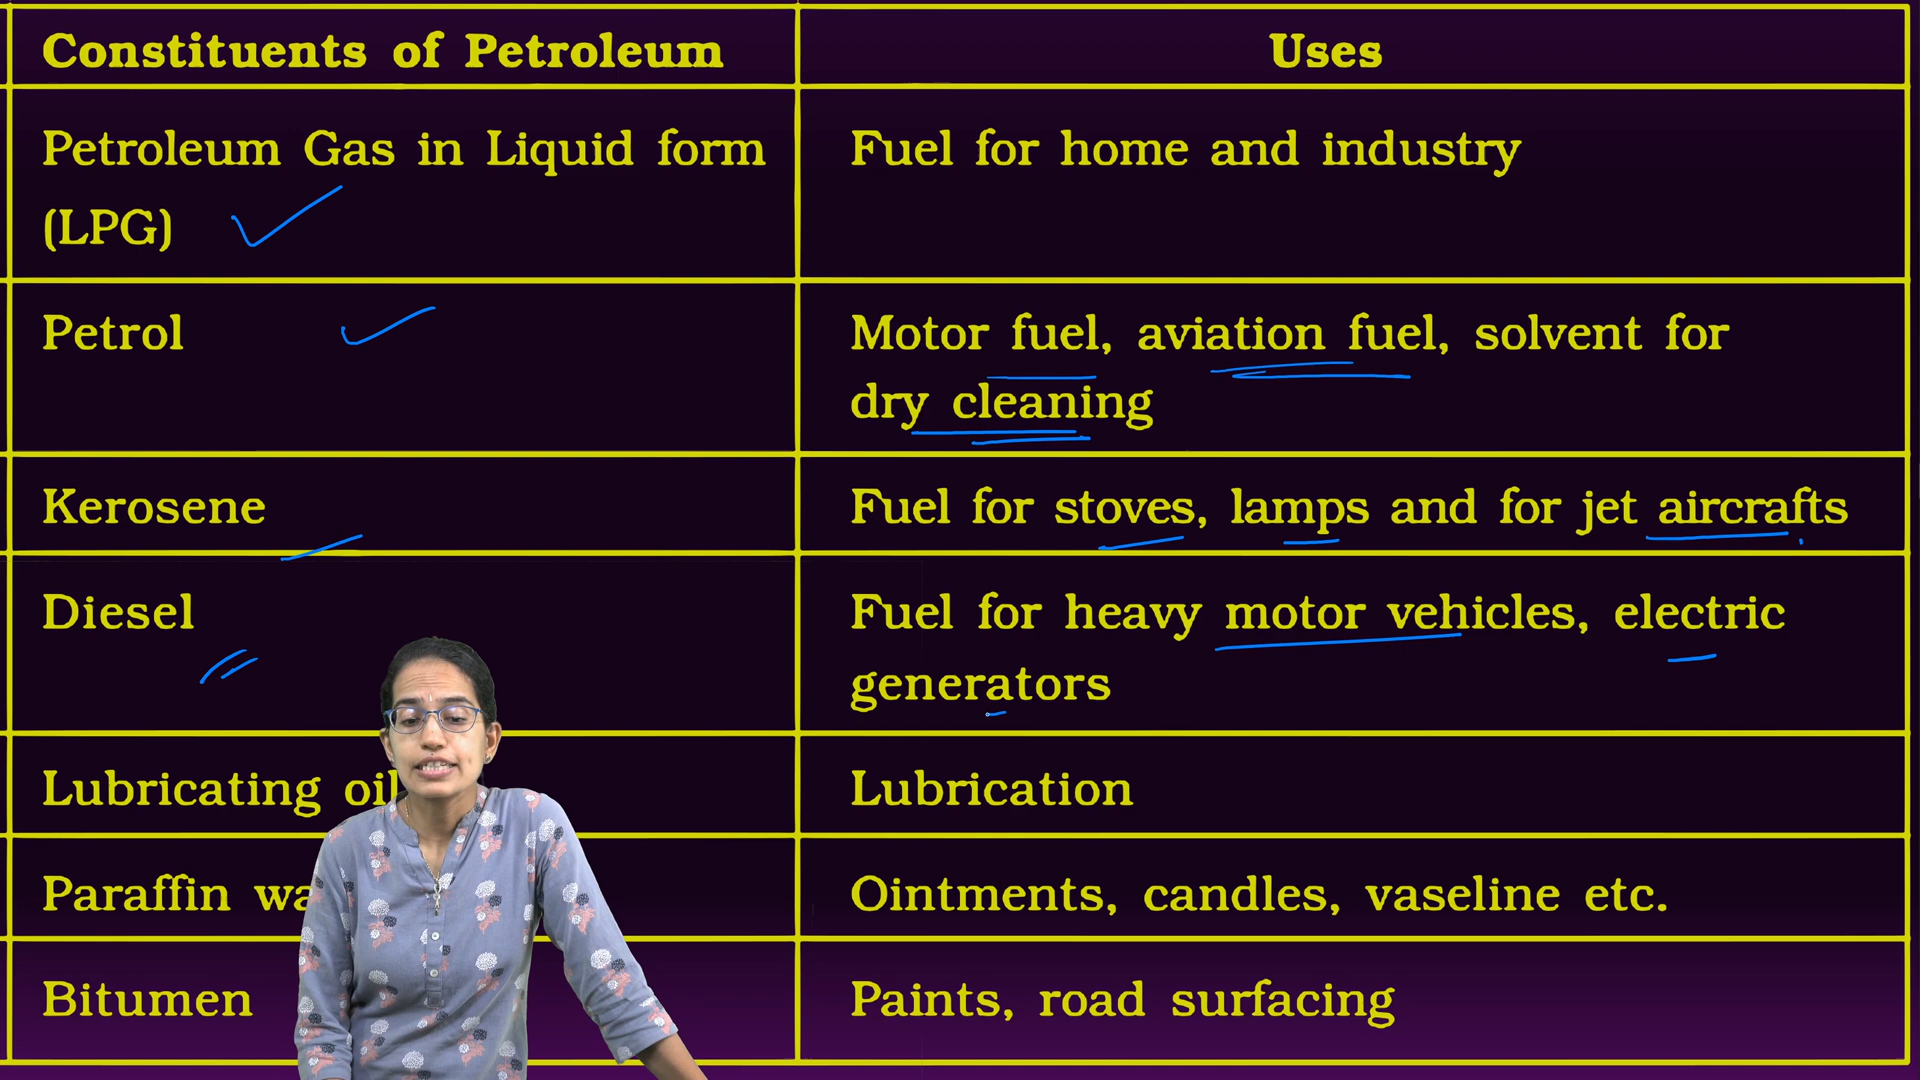 Constituents of Petroleum
Uses
Petroleum Gas in Liquid form
(LPG)
Fuel for home and industry
Petrol
Motor fuel, aviation fuel, solvent for
dry cleaning
Kerosene
Fuel for stoves, lamps and for jet aircrafts
Diesel
Fuel for heavy motor vehicles, electric
generators
Lubricating oil
Lubrication
Paraffin
Ointments, candles, vaseline etc.
Bitumen
Paints, road surfacing